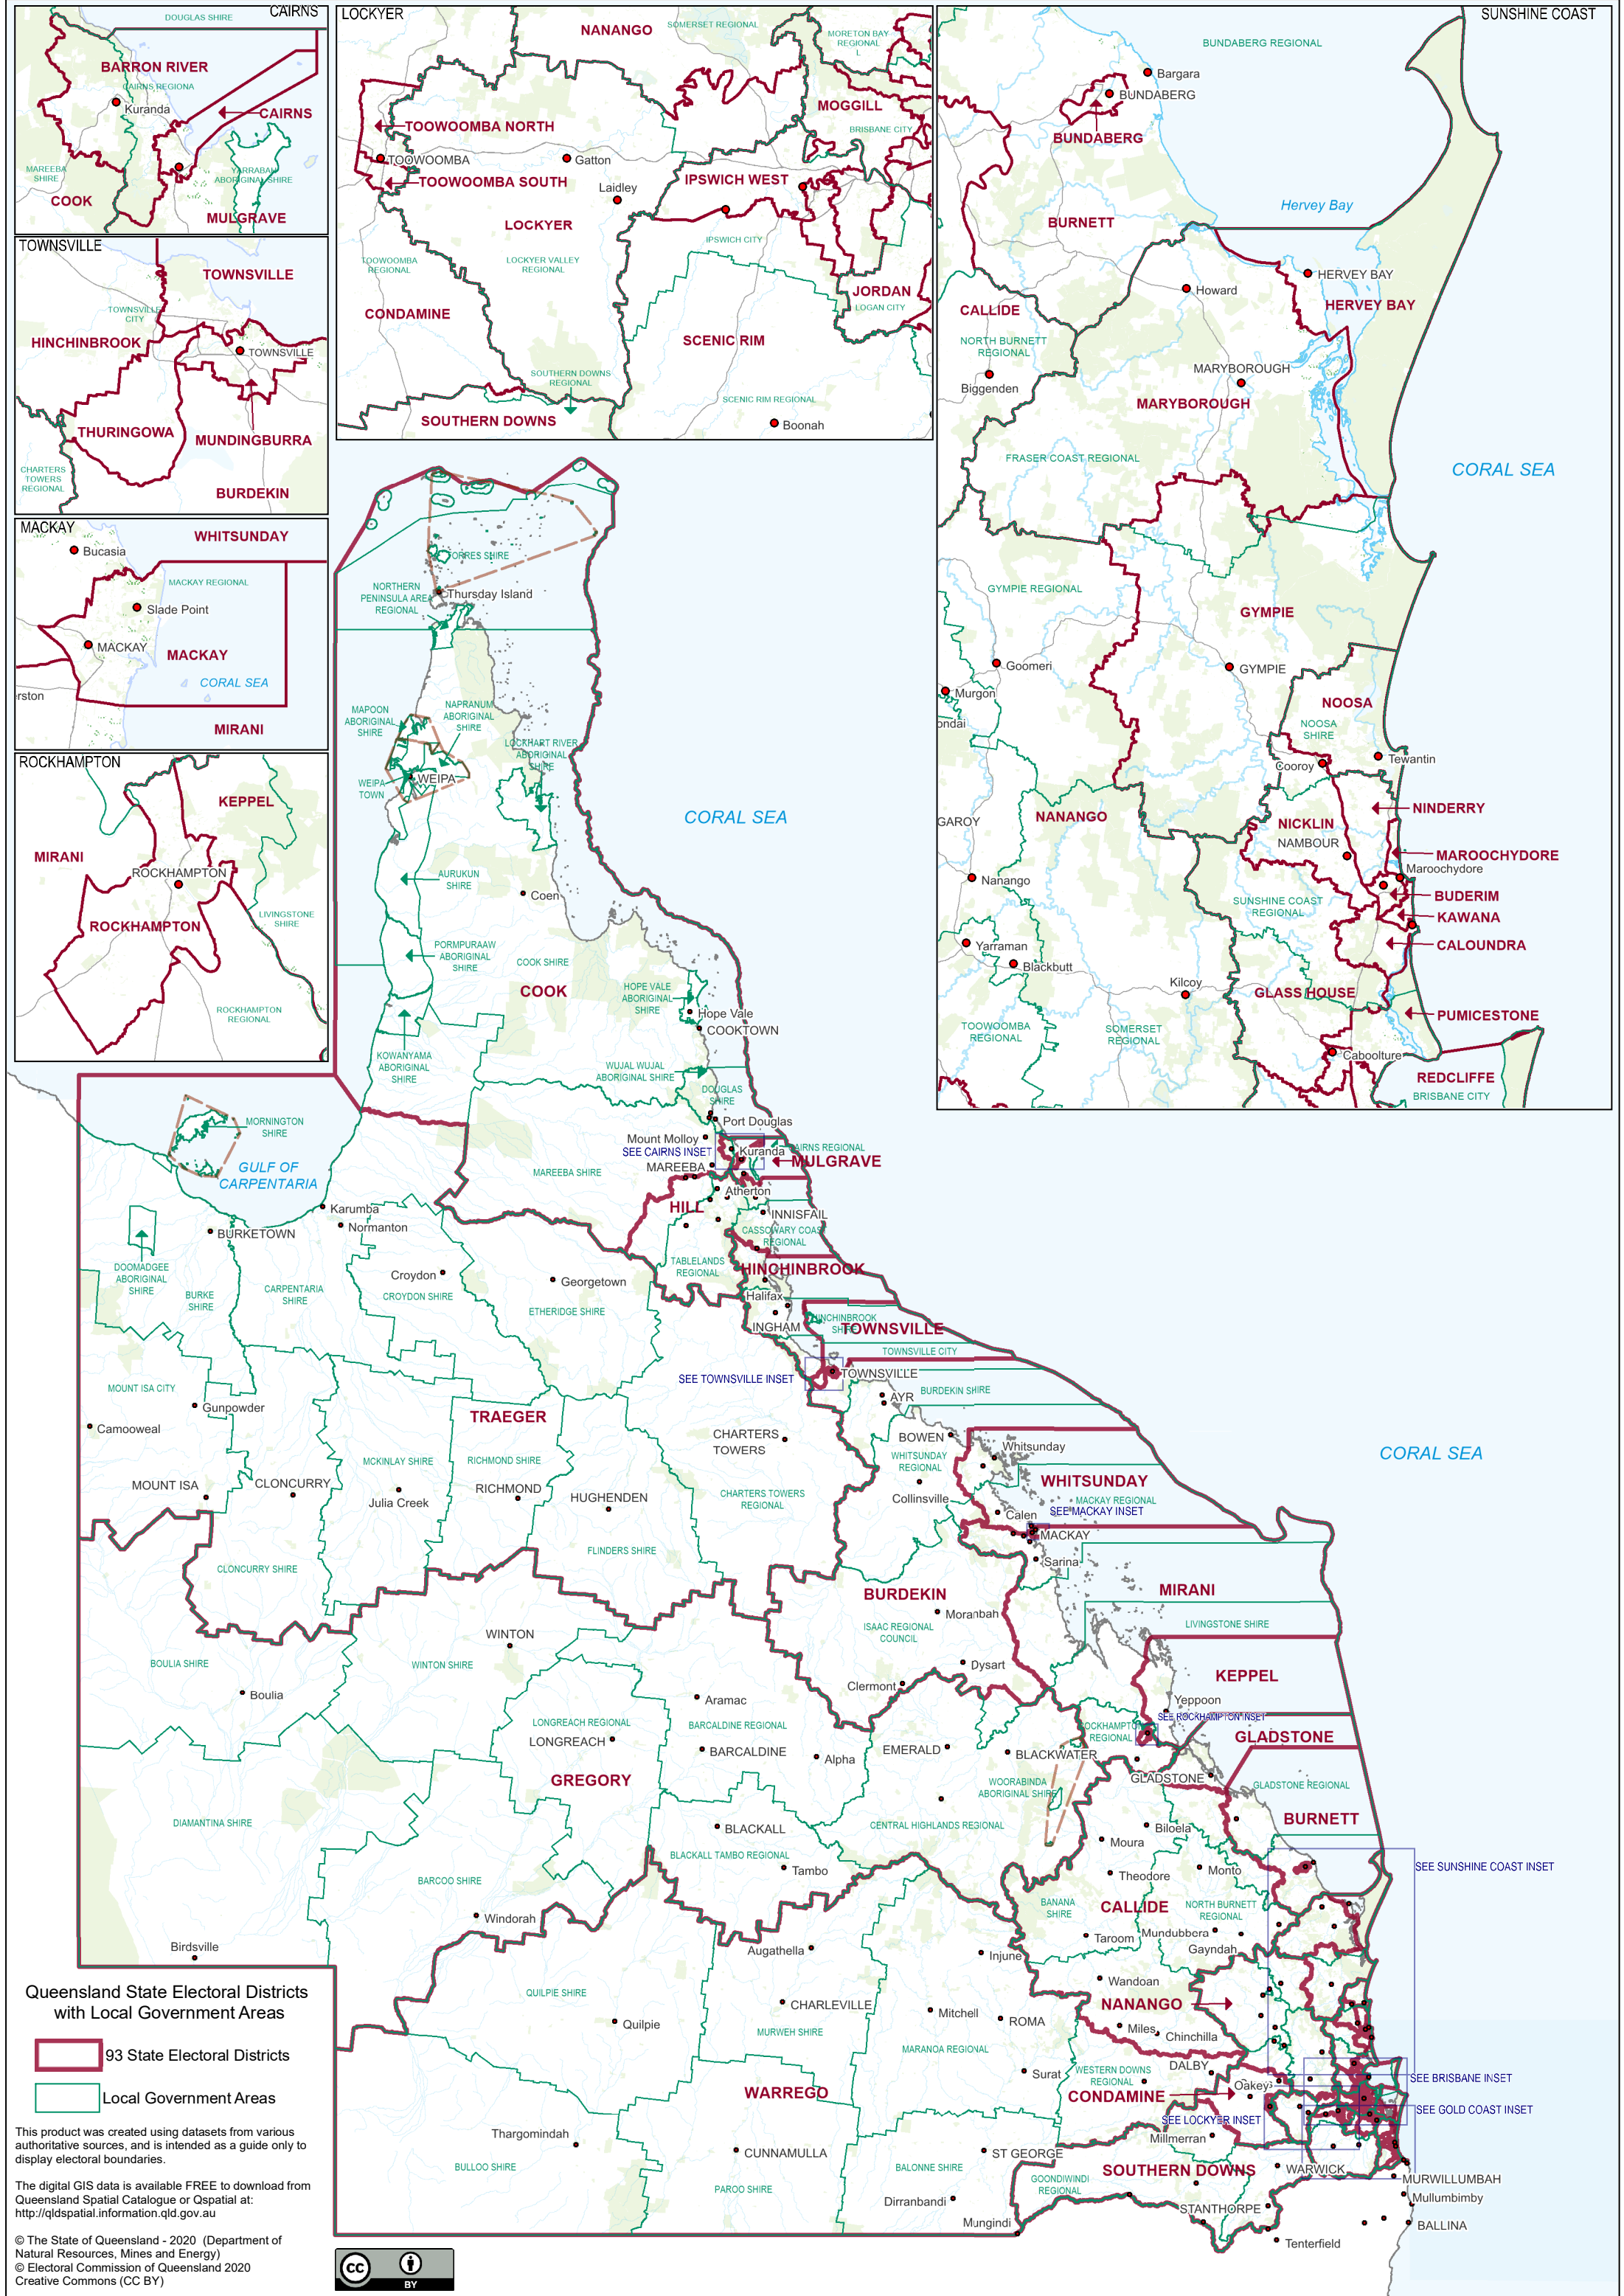 CAIRNS
DOUGLAS SHIRE
BARRON RIVER
CAIRNS REGIONA
Kuranda
CAIRNS
MAREEBA
SHIRE
YARRABAH
ABORIGINAL SHIRE
COOK
MULGRAVE
TOWNSVILLE
TOWNSVILLE
TOWNSVILLE
CITY
HINCHINBROOK
TOWNSVILLE
THURINGOWA
MUNDINGBURRA
CHARTERS
TOWERS
REGIONAL
BURDEKIN
MACKAY
WHITSUNDAY
Bucasia
MACKAY REGIONAL
Slade Point
MACKAY
MACKAY
CORAL SEA
rston
MIRANI
ROCKHAMPTON
KEPPEL
MIRANI
ROCKHAMPTON
LIVINGSTONE
SHIRE
ROCKHAMPTON
ROCKHAMPTON
REGIONAL
LOCKYER
NANANGO
SOMERSET REGIONAL
MORETON BAY
REGIONAL
L
MOGGILL
TOOWOOMBA NORTH
BRISBANE CITY
TOOWOOMBA
Gatton
TOOWOOMBA SOUTH
IPSWICH WEST
Laidley
LOCKYER
IPSWICH CITY
TOOWOOMBA
REGIONAL
LOCKYER VALLEY
REGIONAL
JORDAN
LOGAN CITY
CONDAMINE
SCENIC RIM
SOUTHERN DOWNS
REGIONAL
SCENIC RIM REGIONAL
SOUTHERN DOWNS
Boonah
SUNSHINE COAST
BUNDABERG REGIONAL
Bargara
BUNDABERG
BUNDABERG
Hervey Bay
BURNETT
HERVEY BAY
Howard
HERVEY BAY
CALLIDE
NORTH BURNETT
REGIONAL
MARYBOROUGH
Biggenden
MARYBOROUGH
FRASER COAST REGIONAL
CORAL SEA
GYMPIE REGIONAL
GYMPIE
Goomeri
GYMPIE
Murgon
ondai
NOOSA
NOOSA
SHIRE
Tewantin
Cooroy
NINDERRY
GAROY
NANANGO
NICKLIN
NAMBOUR
MAROOCHYDORE
Maroochydore
Nanango
BUDERIM
SUNSHINE COAST
REGIONAL
KAWANA
Yarraman
CALOUNDRA
Blackbutt
Kilcoy
GLASS HOUSE
PUMICESTONE
TOOWOOMBA
REGIONAL
SOMERSET
REGIONAL
Caboolture
REDCLIFFE
BRISBANE CITY
TORRES SHIRE
NORTHERN
PENINSULA AREA
REGIONAL
Thursday Island
MAPOON
ABORIGINAL
SHIRE
NAPRANUM
ABORIGINAL
SHIRE
LOCKHART RIVER
ABORIGINAL
SHIRE
WEIPA
TOWN
WEIPA
CORAL SEA
AURUKUN
SHIRE
Coen
PORMPURAAW
ABORIGINAL
SHIRE
COOK SHIRE
COOK
HOPE VALE
ABORIGINAL
SHIRE
Hope Vale
COOKTOWN
KOWANYAMA
ABORIGINAL
SHIRE
WUJAL WUJAL
ABORIGINAL SHIRE
DOUGLAS
SHIRE
Port Douglas
MORNINGTON
SHIRE
Mount Molloy
SEE CAIRNS INSET
Kuranda
CAIRNS REGIONAL
MULGRAVE
GULF OF
CARPENTARIA
MAREEBA
MAREEBA SHIRE
Atherton
HILL
INNISFAIL
Karumba
Normanton
BURKETOWN
CASSOWARY COAST
REGIONAL
TABLELANDS
REGIONAL
HINCHINBROOK
DOOMADGEE
ABORIGINAL
SHIRE
BURKE
SHIRE
CARPENTARIA
SHIRE
Croydon
CROYDON SHIRE
Georgetown
ETHERIDGE SHIRE
Halifax
INGHAM
HINCHINBROOK
SHIRE
TOWNSVILLE
TOWNSVILLE CITY
SEE TOWNSVILLE INSET
TOWNSVILLE
MOUNT ISA CITY
Gunpowder
AYR
BURDEKIN SHIRE
Camooweal
TRAEGER
CHARTERS
TOWERS
BOWEN
Whitsunday
WHITSUNDAY
REGIONAL
MCKINLAY SHIRE
RICHMOND SHIRE
WHITSUNDAY
MOUNT ISA
CLONCURRY
Julia Creek
RICHMOND
HUGHENDEN
CHARTERS TOWERS
REGIONAL
Collinsville
MACKAY REGIONAL
SEE MACKAY INSET
Calen
MACKAY
Sarina
CORAL SEA
CLONCURRY SHIRE
FLINDERS SHIRE
BURDEKIN
MIRANI
Moranbah
ISAAC REGIONAL
COUNCIL
LIVINGSTONE SHIRE
WINTON
BOULIA SHIRE
WINTON SHIRE
Dysart
KEPPEL
Boulia
Clermont
Aramac
Yeppoon
SEE ROCKHAMPTON INSET
LONGREACH REGIONAL
BARCALDINE REGIONAL
ROCKHAMPTON
REGIONAL
GLADSTONE
LONGREACH
BARCALDINE
Alpha
EMERALD
BLACKWATER
GREGORY
WOORABINDA
ABORIGINAL SHIRE
GLADSTONE
GLADSTONE REGIONAL
DIAMANTINA SHIRE
BLACKALL
CENTRAL HIGHLANDS REGIONAL
BURNETT
Biloela
Moura
BLACKALL TAMBO REGIONAL
Tambo
Theodore
Monto
SEE SUNSHINE COAST INSET
BARCOO SHIRE
BANANA
SHIRE
CALLIDE
NORTH BURNETT
REGIONAL
Windorah
Taroom
Mundubbera
Birdsville
Augathella
Injune
Gayndah
Wandoan
QUILPIE SHIRE
CHARLEVILLE
Mitchell
NANANGO
Quilpie
MURWEH SHIRE
ROMA
Miles
Chinchilla
MARANOA REGIONAL
DALBY
Surat
WESTERN DOWNS
REGIONAL
Oakey
SEE BRISBANE INSET
WARREGO
CONDAMINE
SEE GOLD COAST INSET
SEE LOCKYER INSET
Thargomindah
CUNNAMULLA
ST GEORGE
Millmerran
BULLOO SHIRE
BALONNE SHIRE
SOUTHERN DOWNS
WARWICK
GOONDIWINDI
REGIONAL
MURWILLUMBAH
PAROO SHIRE
Dirranbandi
Mullumbimby
STANTHORPE
Mungindi
BALLINA
Tenterfield
Queensland State Electoral Districts
with Local Government Areas
93 State Electoral Districts
Local Government Areas
This product was created using datasets from various
authoritative sources, and is intended as a guide only to
display electoral boundaries.
The digital GIS data is available FREE to download from
Queensland Spatial Catalogue or Qspatial at:
http://qldspatial.information.qld.gov.au
© The State of Queensland - 2020 (Department of
Natural Resources, Mines and Energy)
© Electoral Commission of Queensland 2020
Creative Commons (CC BY)
CC
BY